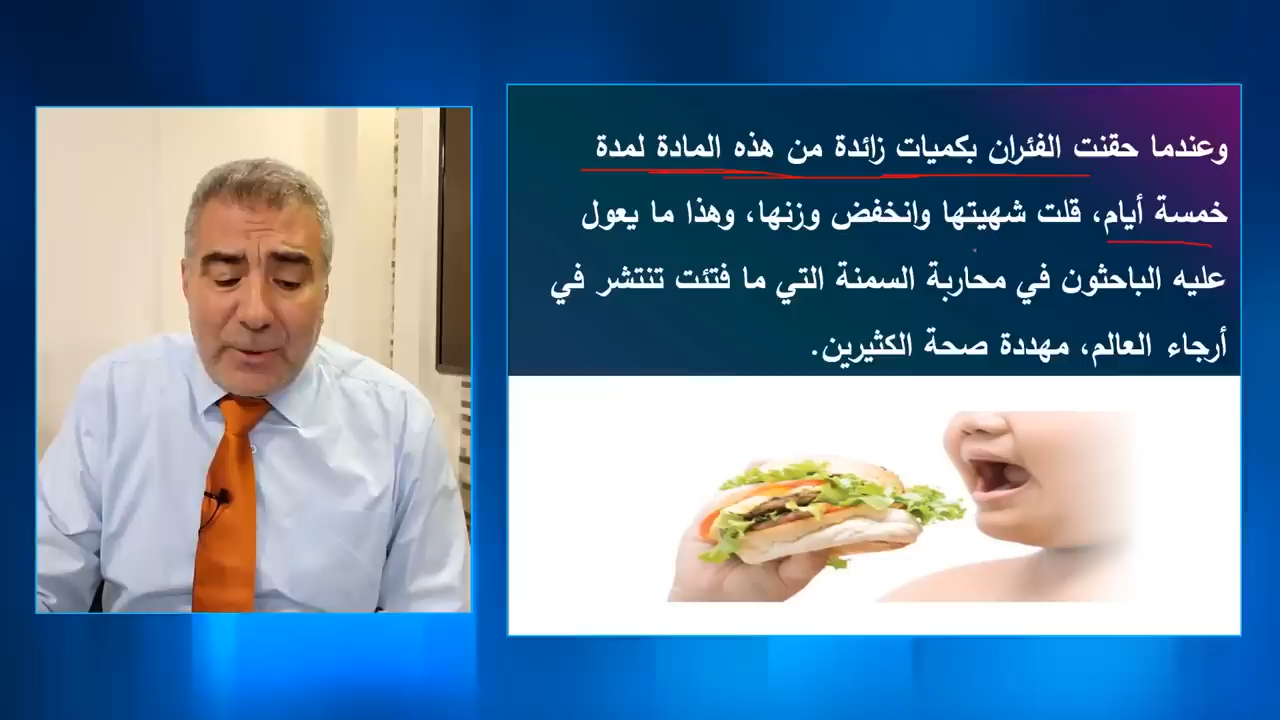 وعندما حقنت الفئران بكميات زائدة من هذه المادة لمدة
خمسة أيام، قلت شهيتها وانخفض وزنها، وهذا ما يعول
عليه الباحثون في محاربة السمنة التي ما فتئت تنتشر في
أرجاء العالم، مهددة صحة الكثيرين.